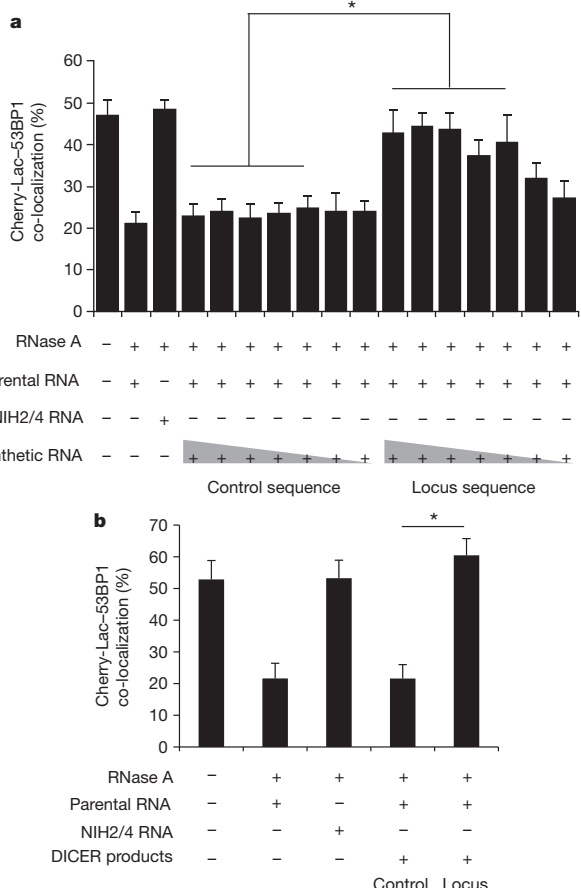 a
*
Cherry-Lac–53BP1
co-localization (%)
60
50
40
30
20
10
0
RNase A – + + + + + + + + + + + + + + + +
rental RNA – + – + + + + + + + + + + + + + +
NIH2/4 RNA – – + – – – – – – – – – – – – – –
nthetic RNA – – – + + + + + + + + + + + + + +
Control sequence Locus sequence
b
*
Cherry-Lac–53BP1
co-localization (%)
70
60
50
40
30
20
10
0
RNase A – + + + +
Parental RNA – + – + +
NIH2/4 RNA – – + – –
DICER products – – – + +
Control Locus